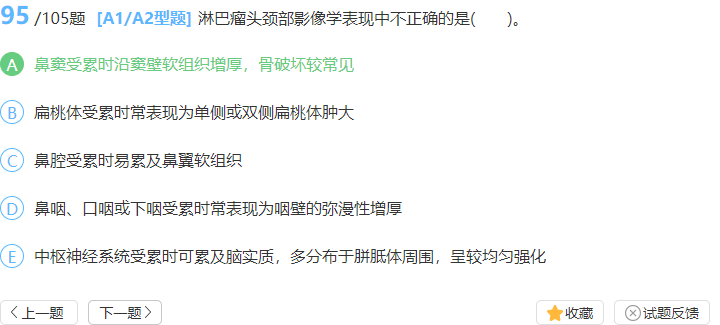 95/105题 [A1/A2型题] 淋巴瘤头颈部影像学表现中不正确的是(　　)。
A 鼻窦受累时沿窦壁软组织增厚，骨破坏较常见
B 扁桃体受累时常表现为单侧或双侧扁桃体肿大
C 鼻腔受累时易累及鼻翼软组织
D 鼻咽、口咽或下咽受累时常表现为咽壁的弥漫性增厚
E 中枢神经系统受累时可累及脑实质，多分布于胼胝体周围，呈较均匀强化
上一题 下一题 收藏 试题反馈